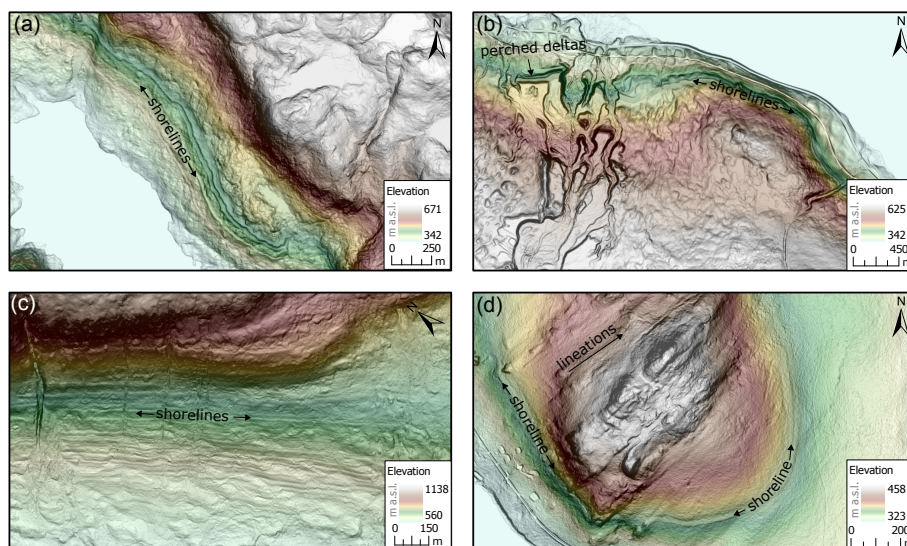 (a)
N
shorelines
Elevation
m a.s.l.
671
342
0 250
m
(b)
N
perched deltas
shorelines
Elevation
m a.s.l.
625
342
0 450
m
(c)
N
shorelines
Elevation
m a.s.l.
1138
560
0 150
m
(d)
N
lineations
shoreline
shoreline
Elevation
m a.s.l.
458
323
0 200
m